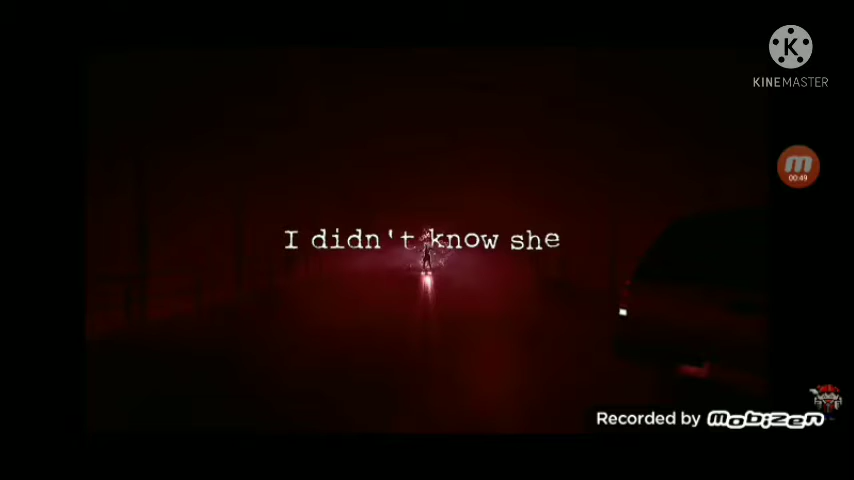 KINEMASTER
00:49
I didn't know she
Recorded by MOBIZEN